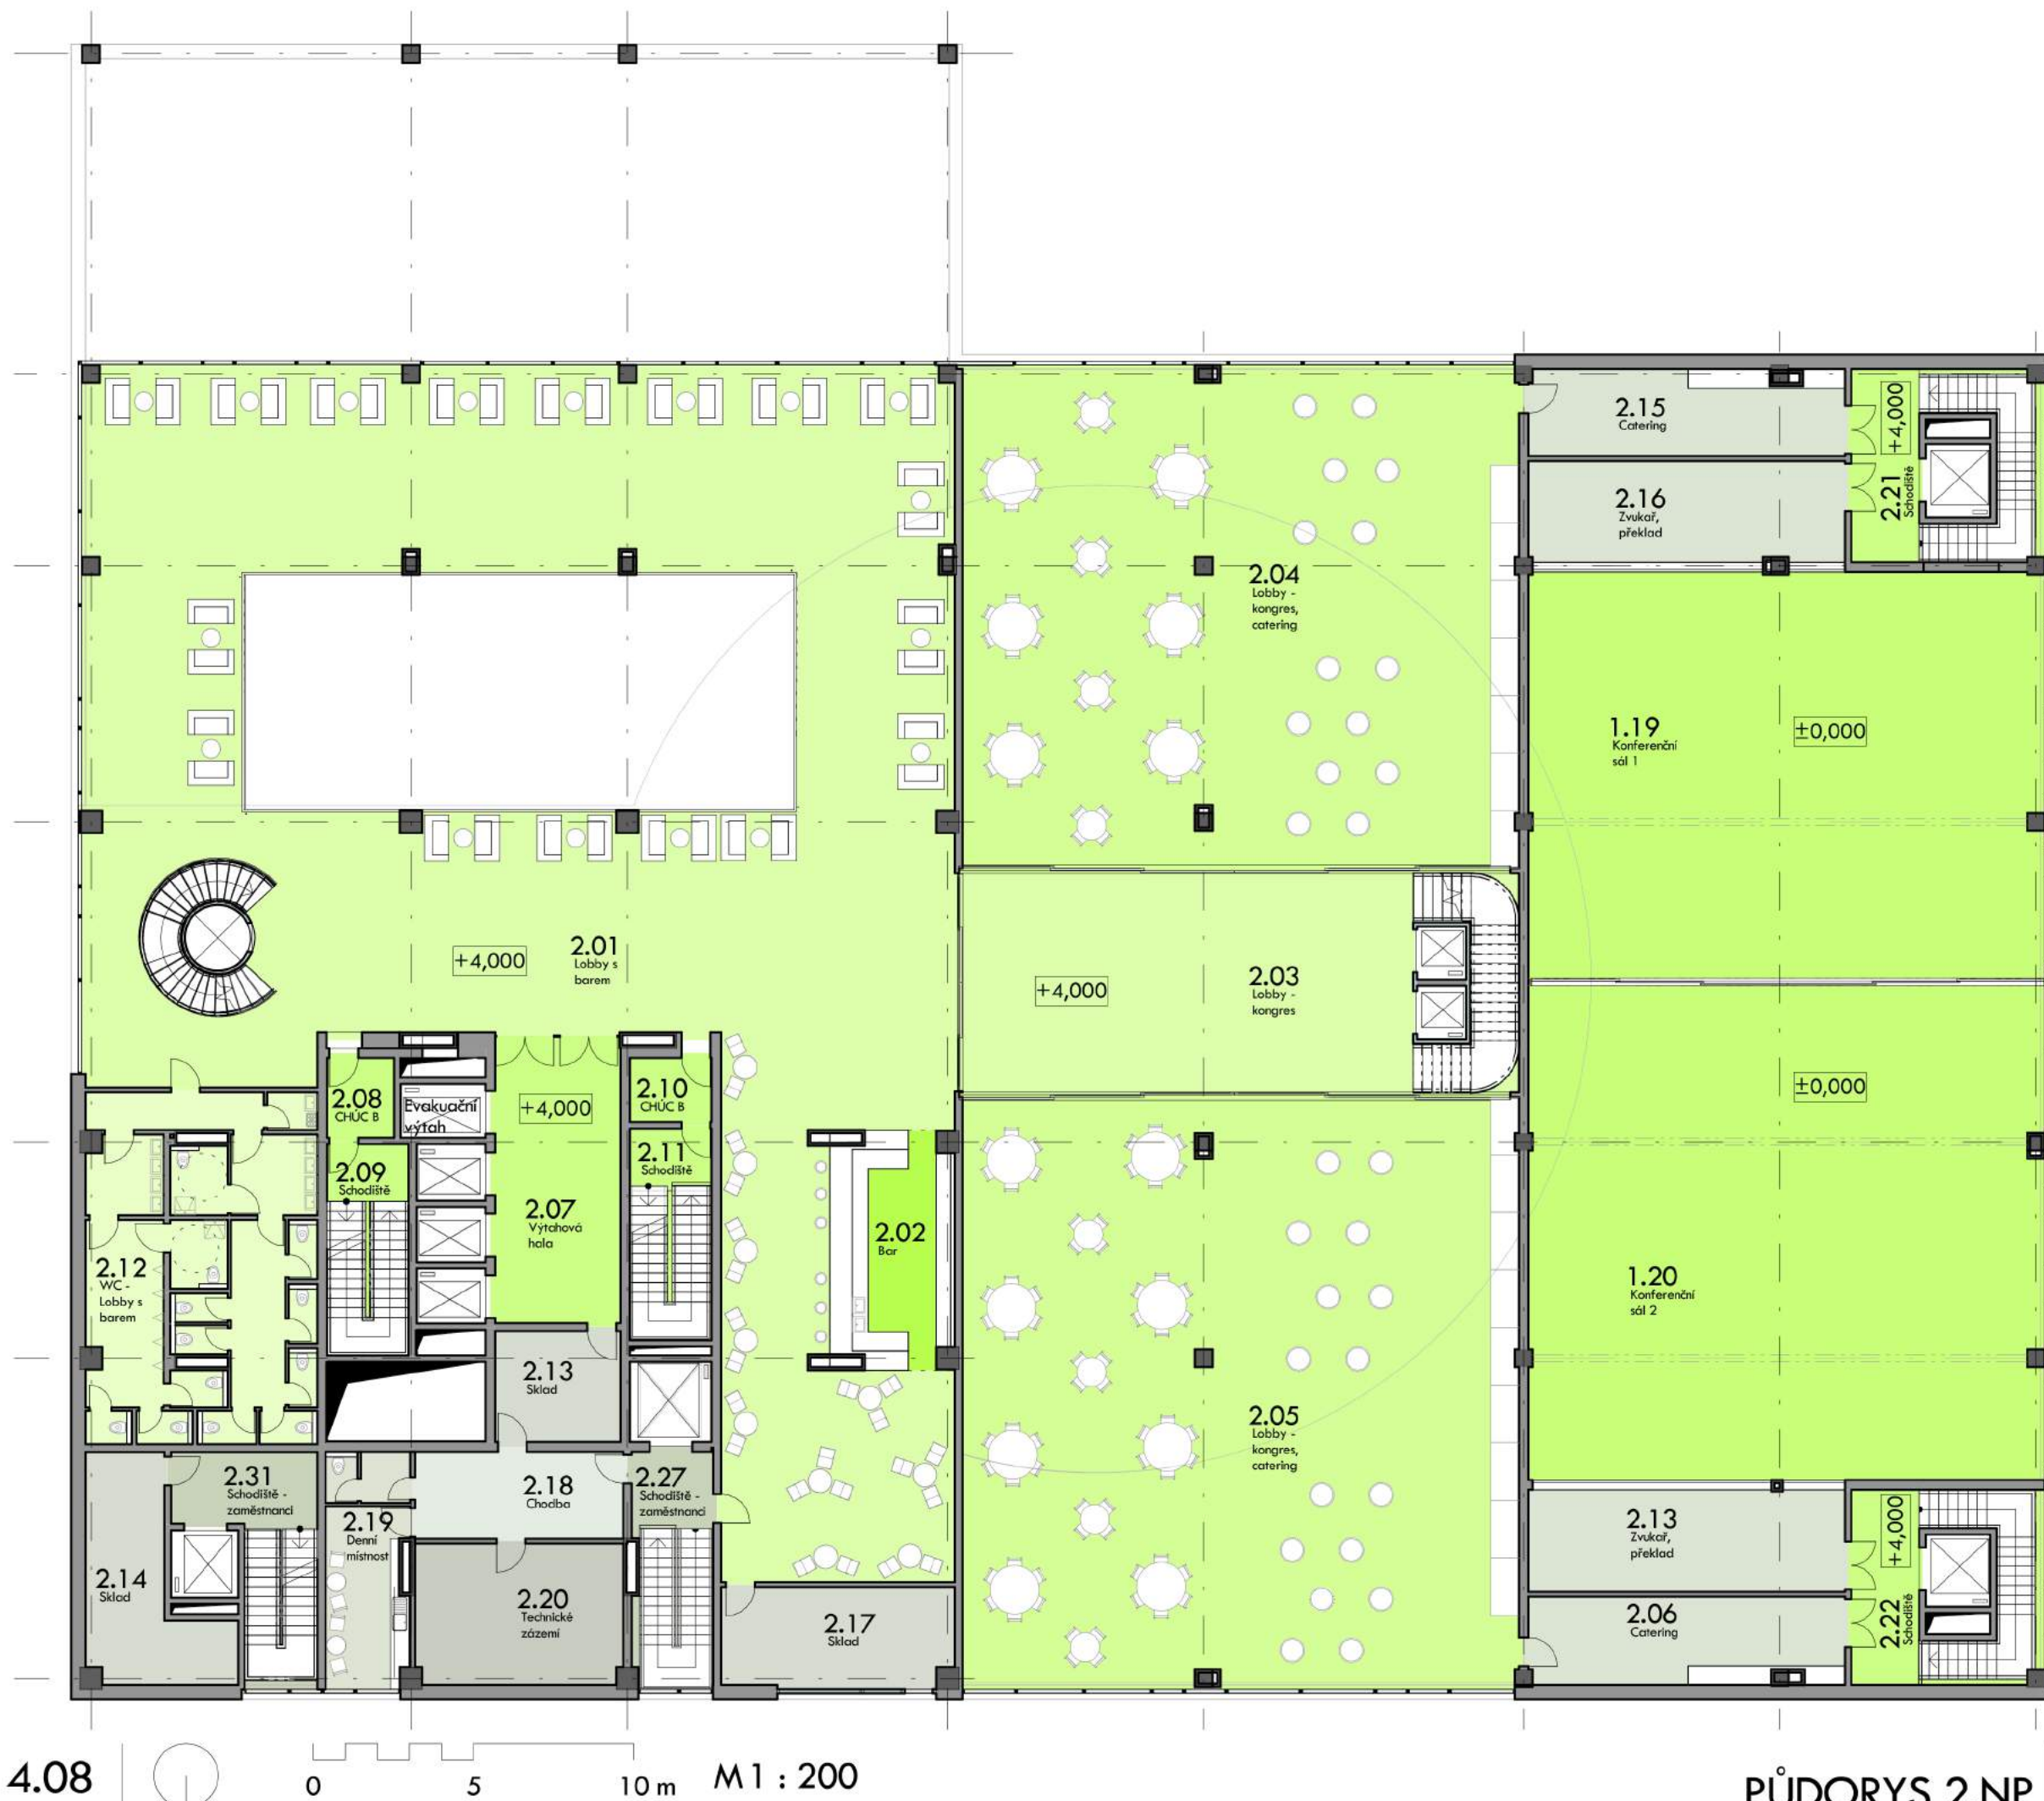 2.15
Catering
+4,000
2.16
Zvukař,
překlad
2.21
Schodiště
2.04
Lobby -
kongres,
catering
1.19
Konferenční
sál 1
±0,000
2.01
Lobby s
barem
+4,000
2.03
Lobby -
kongres
+4,000
2.08
CHÚC B
Evakuační
výtah
+4,000
2.10
CHÚC B
±0,000
2.09
Schodiště
2.11
Schodiště
2.07
Výtahová
hala
2.02
Bar
2.12
WC -
Lobby s
barem
1.20
Konferenční
sál 2
2.13
Sklad
2.05
Lobby -
kongres,
catering
2.31
Schodiště -
zaměstnanci
2.18
Chodba
2.27
Schodiště -
zaměstnanci
2.19
Denní
místnost
2.13
Zvukař,
překlad
+4,000
2.14
Sklad
2.20
Technické
zázemí
2.17
Sklad
2.06
Catering
2.22
Schodiště
4.08
0 5 10 m
M 1 : 200
PŮDORYS 2.NP